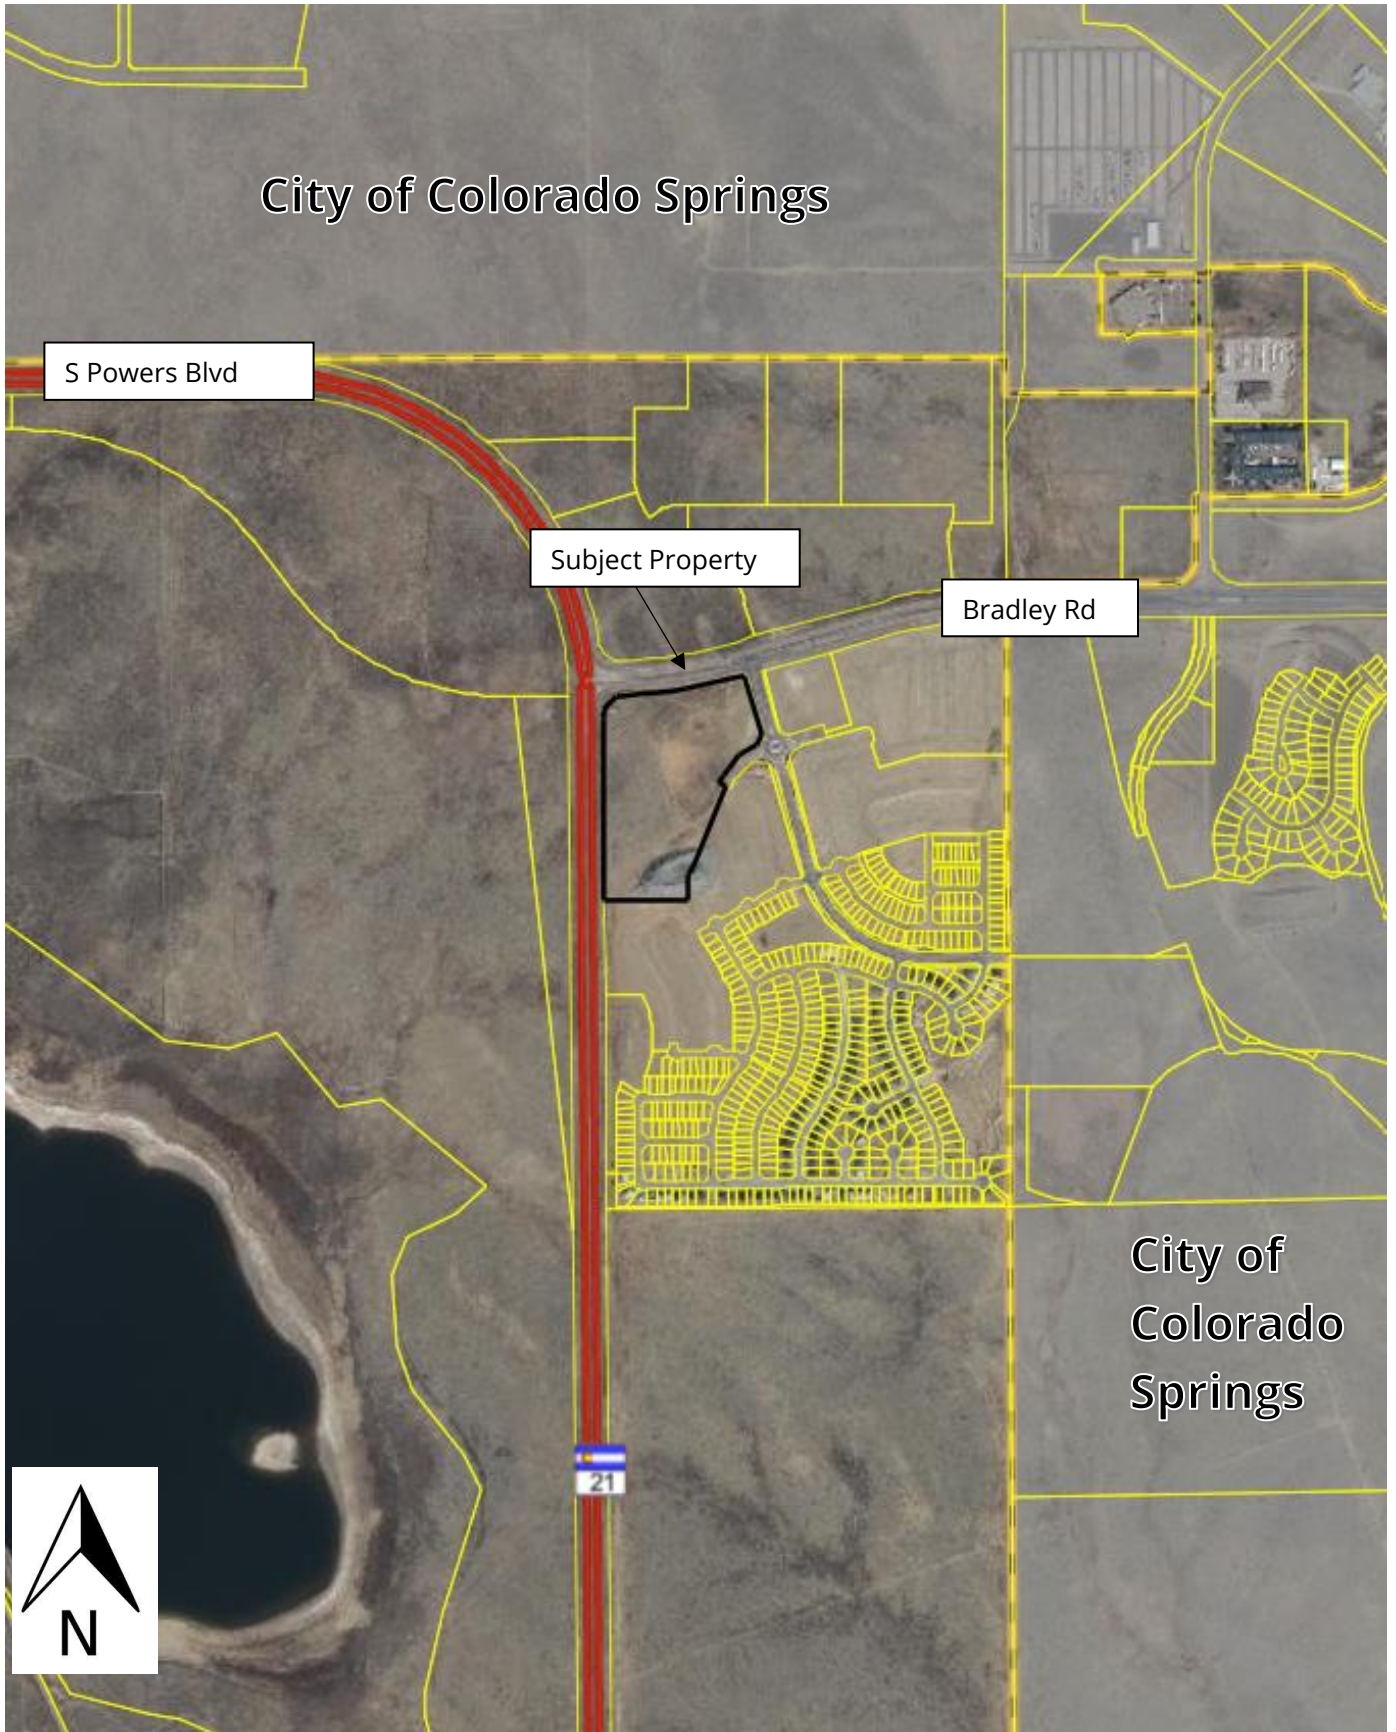 City of Colorado Springs
S Powers Blvd
Subject Property
Bradley Rd
City of
Colorado
Springs
21
N